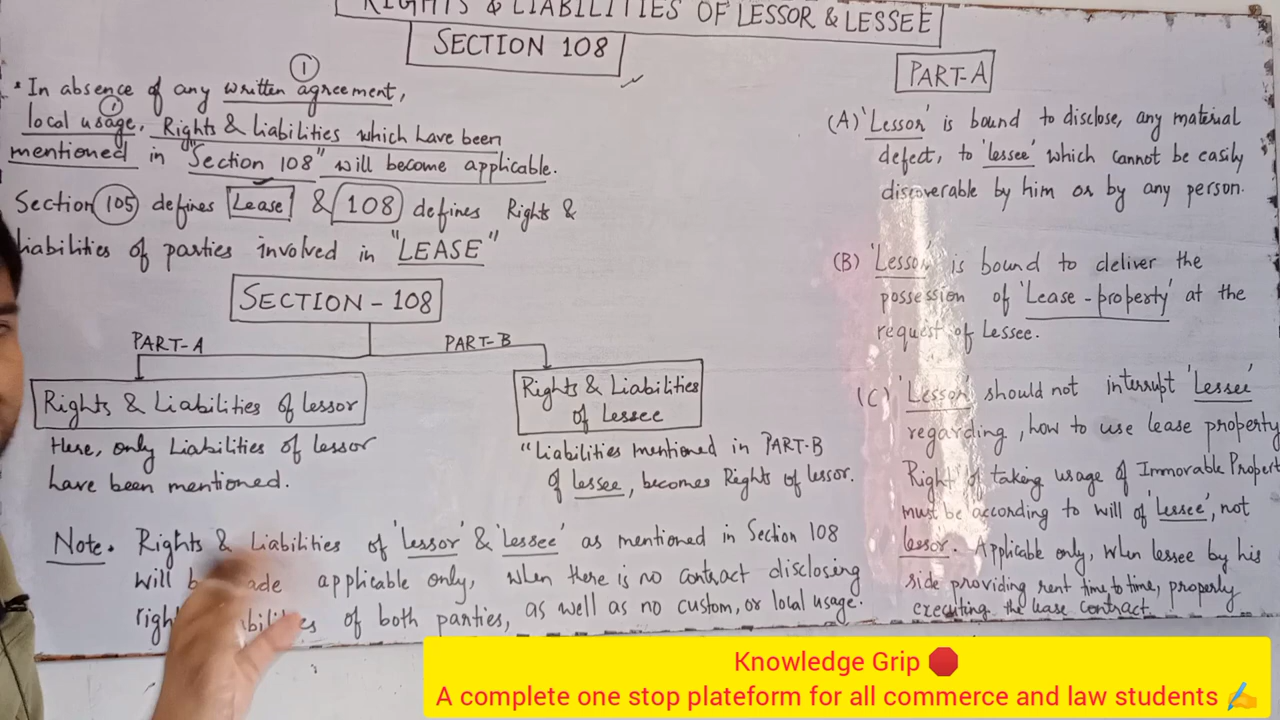 RIGHTS & LIABILITIES OF LESSOR & LESSEE
SECTION 108
①
• In absence of any written agreement,
①
local usage, Rights & Liabilities which have been
mentioned in "Section 108" will become applicable.
Section 105 defines Lease & 108 defines Rights &
liabilities of parties involved in "LEASE"
SECTION - 108
PART-A
PART-B
Rights & Liabilities of lessor
Here, only Liabilities of lessor
have been mentioned.
Rights & Liabilities
of Lessee
"Liabilities mentioned in PART-B
of lessee, becomes Rights of lessor.
Note. Rights & Liabilities of 'lessor' & 'lessee' as mentioned in Section 108
will applicable only, when there is no contract disclosing
of both parties, as well as no custom, or local usage.
PART-A
(A) 'Lessor' is bound to disclose, any material
defect, to 'lessee' which cannot be easily
discoverable by him or by any person.
(B) 'Lessor' is bound to deliver the
possession of 'Lease-property' at the
request of Lessee.
(C) 'Lessor' should not interrupt 'Lessee'
regarding, how to use lease property
Right of taking usage of Immovable Propert
must be according to will of 'lessee', not
lessor. Applicable only, when lessee by his
side providing rent time to time, properly
executing the lease contract.
Knowledge Grip 🛑
A complete one stop plateform for all commerce and law students ✍️